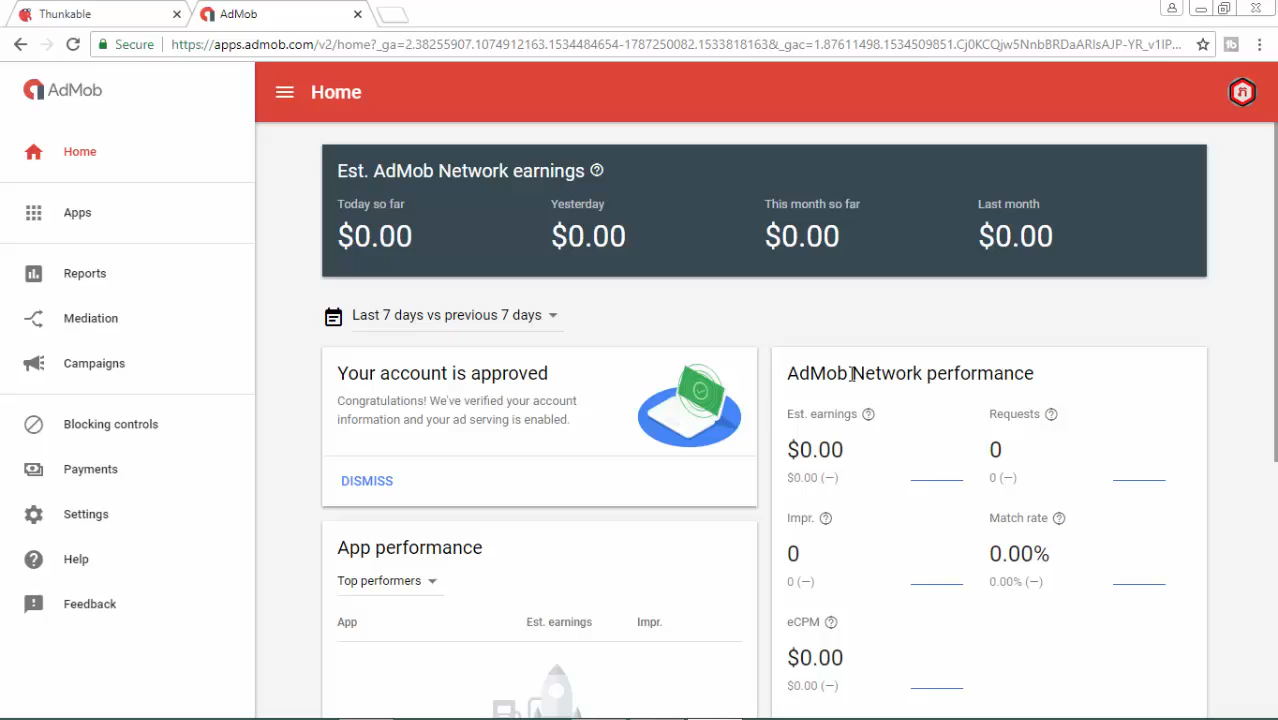 Thunkable
AdMob
Secure
https://apps.admob.com/v2/home?_ga=2.38255907.1074912163.1534484654-1787250082.1533818163&_gac=1.87611498.1534509851.Cj0KCQjw5NnbBRDaARIsAJP-YR_v1IP...
AdMob
Home
Home
Apps
Reports
Mediation
Campaigns
Blocking controls
Payments
Settings
Help
Feedback
Est. AdMob Network earnings
Today so far
Yesterday
This month so far
Last month
$0.00
$0.00
$0.00
$0.00
Last 7 days vs previous 7 days
Your account is approved
Congratulations! We've verified your account
information and your ad serving is enabled.
DISMISS
App performance
Top performers
App
Est. earnings
Impr.
AdMob Network performance
Est. earnings
Requests
$0.00
0
$0.00 (—)
0 (—)
Impr.
Match rate
0
0.00%
0 (—)
0.00% (—)
eCPM
$0.00
$0.00 (—)